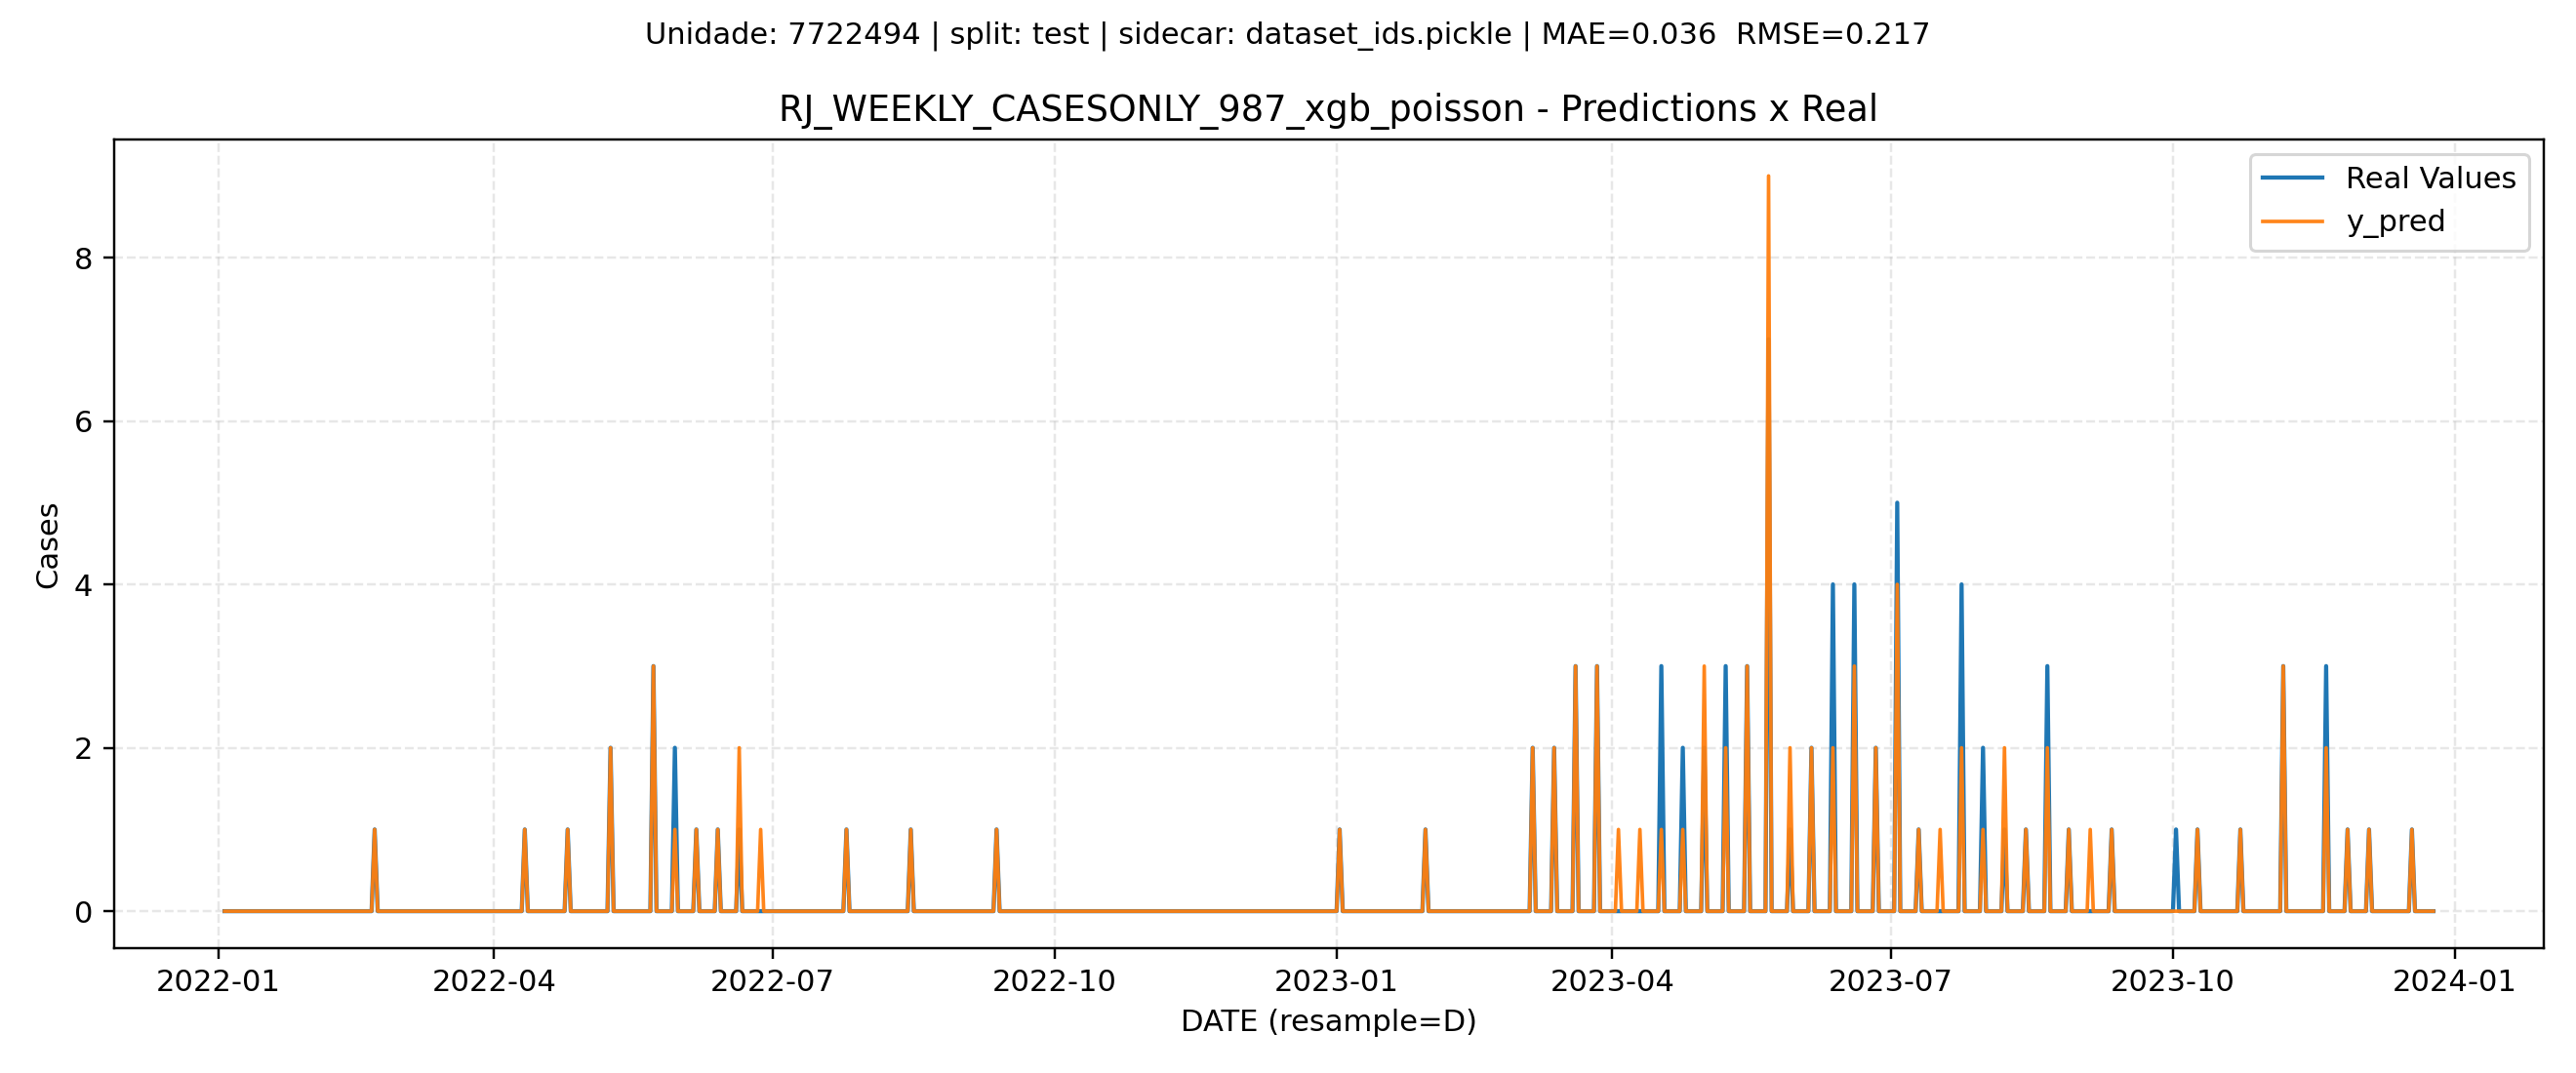 Unidade: 7722494 | split: test | sidecar: dataset_ids.pickle | MAE=0.036  RMSE=0.217
RJ_WEEKLY_CASESONLY_987_xgb_poisson - Predictions x Real
Real Values
y_pred
Cases
8
6
4
2
0
2022-01
2022-04
2022-07
2022-10
2023-01
2023-04
2023-07
2023-10
2024-01
DATE (resample=D)